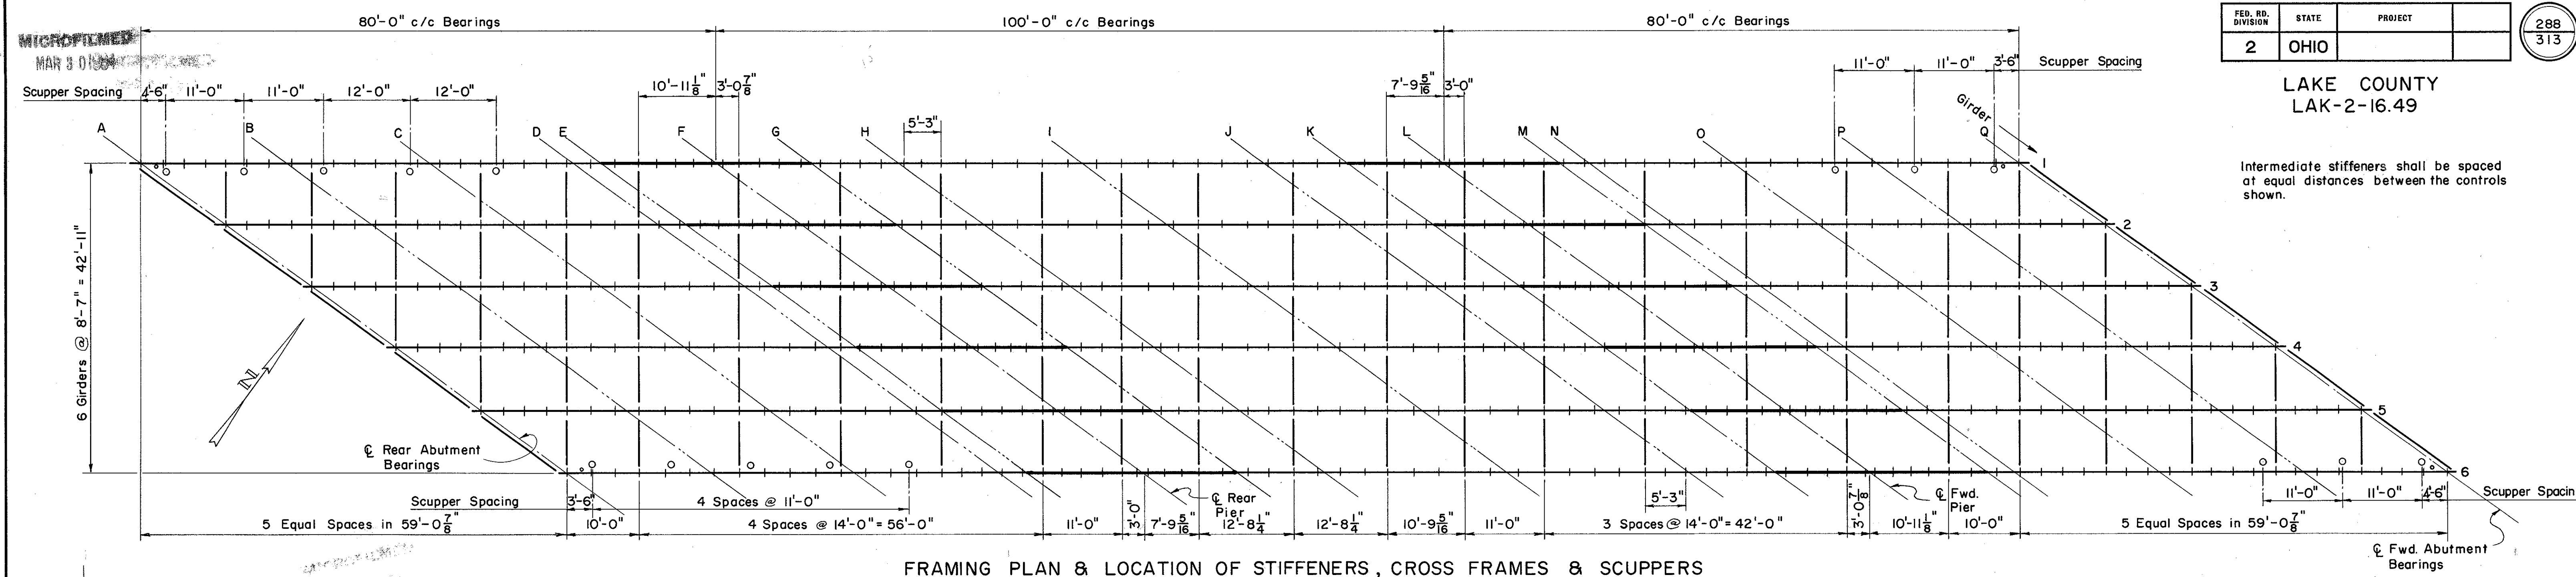 80'-0" c/c Bearings
100'-0" c/c Bearings
80'-0" c/c Bearings
FED. RD. DIVISION
STATE
PROJECT
2
OHIO
288
313
MICROFILMED
MAR 30
LAKE COUNTY
LAK-2-16.49
Intermediate stiffeners shall be spaced
at equal distances between the controls
shown.
Scupper Spacing
4'-6"
11'-0"
11'-0"
12'-0"
12'-0"
10'-11 1/8"
3'-0 7/8"
5'-3"
7'-9 5/16"
3'-0"
11'-0"
11'-0"
3'-6"
Scupper Spacing
Girder
A
B
C
D
E
F
G
H
I
J
K
L
M
N
O
P
Q
1
2
3
4
5
6
6 Girders @ 8'-7" = 42'-11"
N
℄ Rear Abutment
Bearings
Scupper Spacing
3'-6"
4 Spaces @ 11'-0"
℄ Rear
Pier
5'-3"
℄ Fwd.
Pier
11'-0"
11'-0"
4'-6"
Scupper Spacin
5 Equal Spaces in 59'-0 7/8"
10'-0"
4 Spaces @ 14'-0" = 56'-0"
11'-0"
3'-0"
7'-9 5/16"
12'-8 1/4"
12'-8 1/4"
10'-9 5/16"
11'-0"
3 Spaces @ 14'-0" = 42'-0"
3'-0 7/8"
10'-11 1/8"
10'-0"
5 Equal Spaces in 59'-0 7/8"
℄ Fwd. Abutment
Bearings
MICROFILMED
FRAMING PLAN & LOCATION OF STIFFENERS, CROSS FRAMES & SCUPPERS